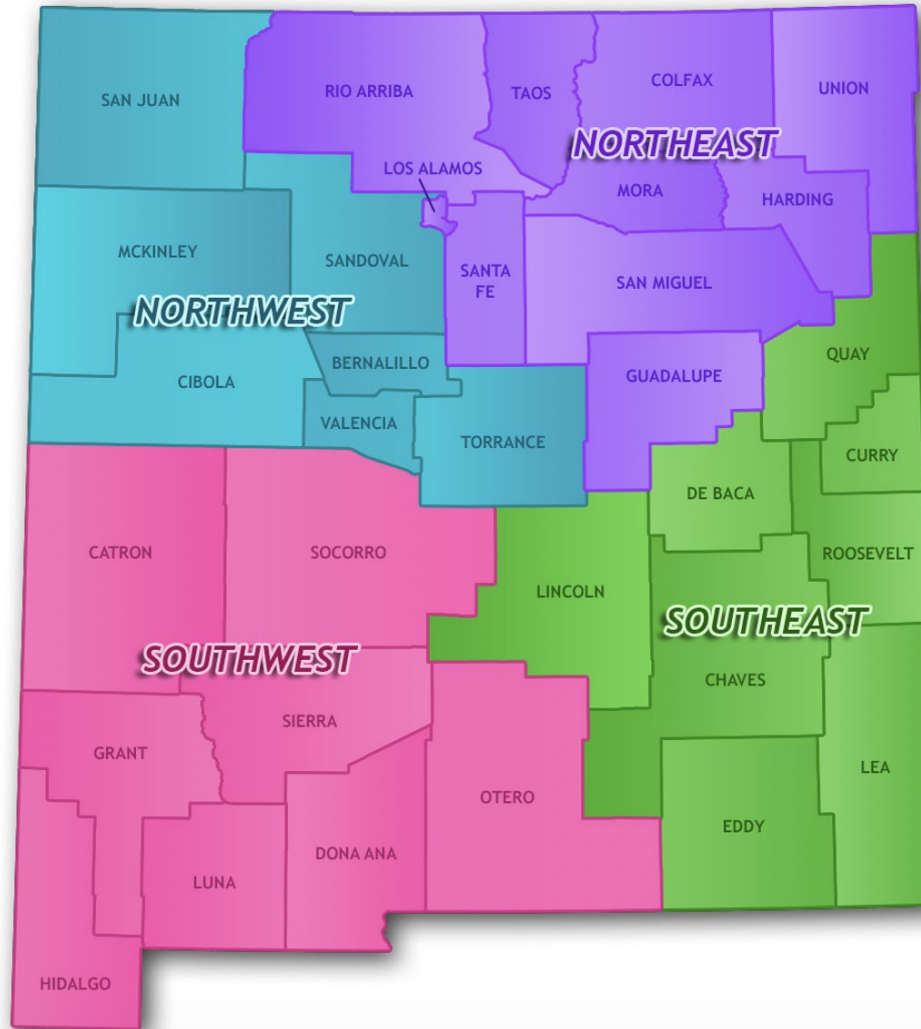 SAN JUAN
RIO ARRIBA
TAOS
COLFAX
UNION
NORTHEAST
LOS ALAMOS
MORA
HARDING
MCKINLEY
SANDOVAL
SANTA
FE
SAN MIGUEL
NORTHWEST
QUAY
BERNALILLO
CIBOLA
GUADALUPE
VALENCIA
TORRANCE
CURRY
DE BACA
CATRON
SOCORRO
ROOSEVELT
LINCOLN
SOUTHEAST
SOUTHWEST
CHAVES
SIERRA
GRANT
LEA
OTERO
EDDY
DONA ANA
LUNA
HIDALGO